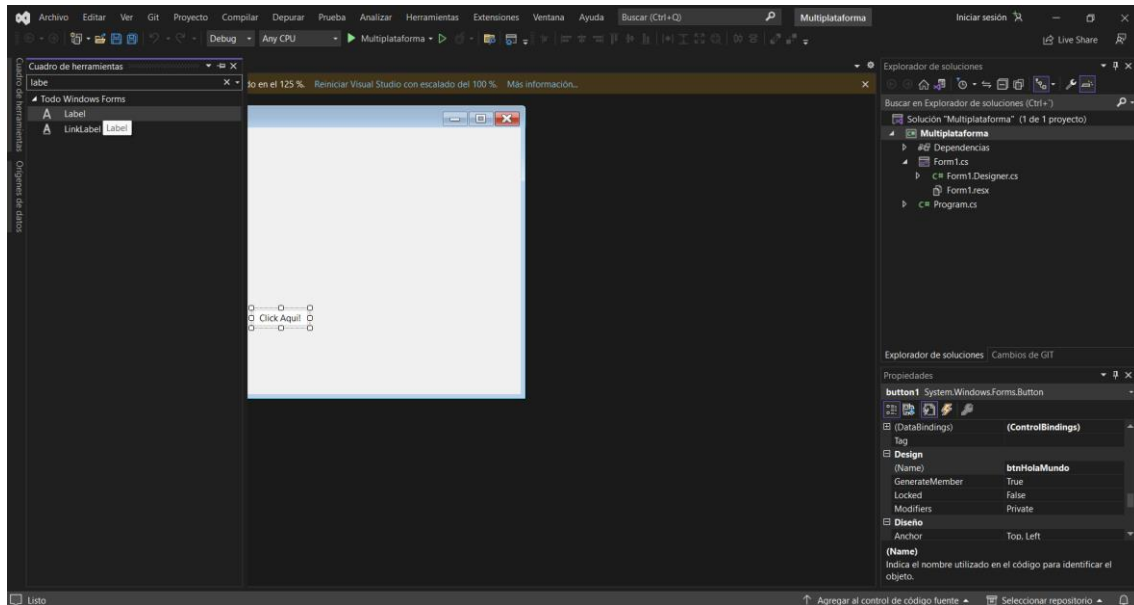 Archivo Editar Ver Git Proyecto Compilar Depurar Prueba Analizar Herramientas Extensiones Ventana Ayuda Buscar (Ctrl+Q) Multiplataforma Iniciar sesión
Debug Any CPU Multiplataforma Live Share
Cuadro de herramientas
labe
Todo Windows Forms
A Label
A LinkLabel Label
Cuadro de herramientas
Orígenes de datos
do en el 125 %. Reiniciar Visual Studio con escalado del 100 %. Más información...
Click Aqui!
Explorador de soluciones
Buscar en Explorador de soluciones (Ctrl+´)
Solución "Multiplataforma" (1 de 1 proyecto)
Multiplataforma
Dependencias
Form1.cs
C# Form1.Designer.cs
Form1.resx
C# Program.cs
Explorador de soluciones Cambios de GIT
Propiedades
button1 System.Windows.Forms.Button
(DataBindings) (ControlBindings)
Tag
Design
(Name) btnHolaMundo
GenerateMember True
Locked False
Modifiers Private
Diseño
Anchor Top, Left
(Name)
Indica el nombre utilizado en el código para identificar el
objeto.
Listo Agregar al control de código fuente Seleccionar repositorio